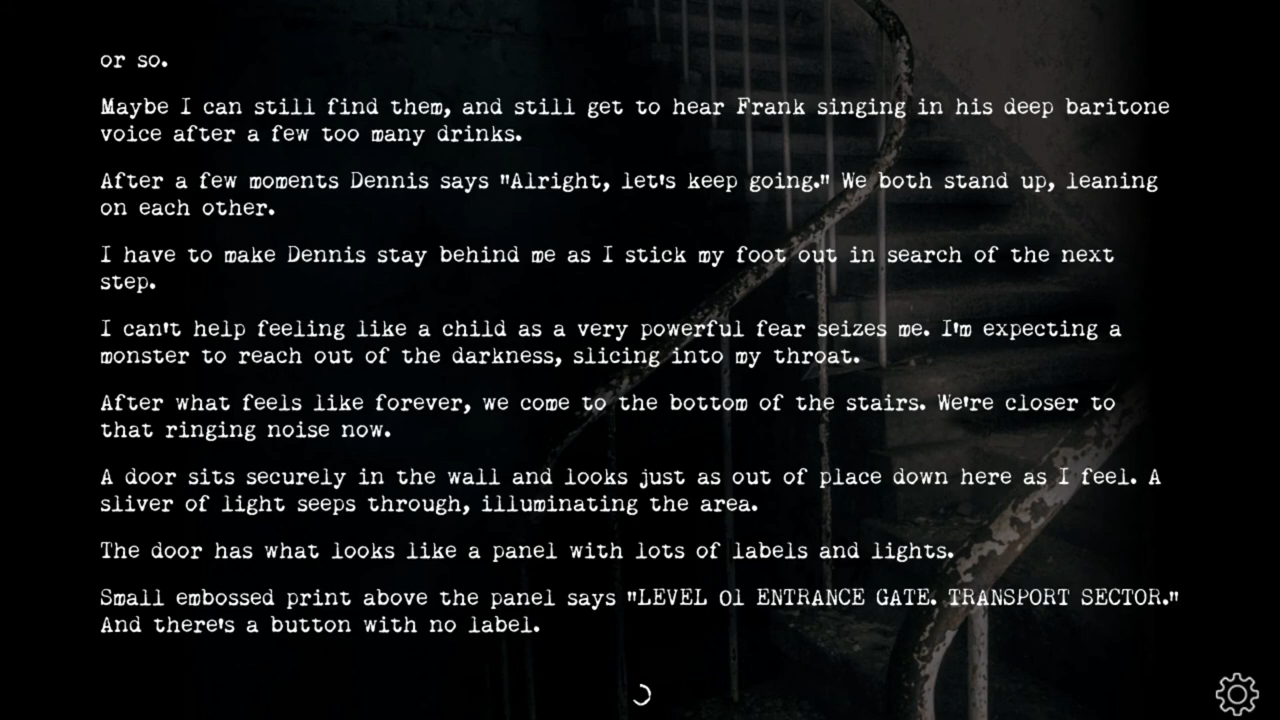 or so.
Maybe I can still find them, and still get to hear Frank singing in his deep baritone
voice after a few too many drinks.
After a few moments Dennis says "Alright, let's keep going." We both stand up, leaning
on each other.
I have to make Dennis stay behind me as I stick my foot out in search of the next
step.
I can't help feeling like a child as a very powerful fear seizes me. I'm expecting a
monster to reach out of the darkness, slicing into my throat.
After what feels like forever, we come to the bottom of the stairs. We're closer to
that ringing noise now.
A door sits securely in the wall and looks just as out of place down here as I feel. A
sliver of light seeps through, illuminating the area.
The door has what looks like a panel with lots of labels and lights.
Small embossed print above the panel says "LEVEL 01 ENTRANCE GATE. TRANSPORT SECTOR."
And there's a button with no label.